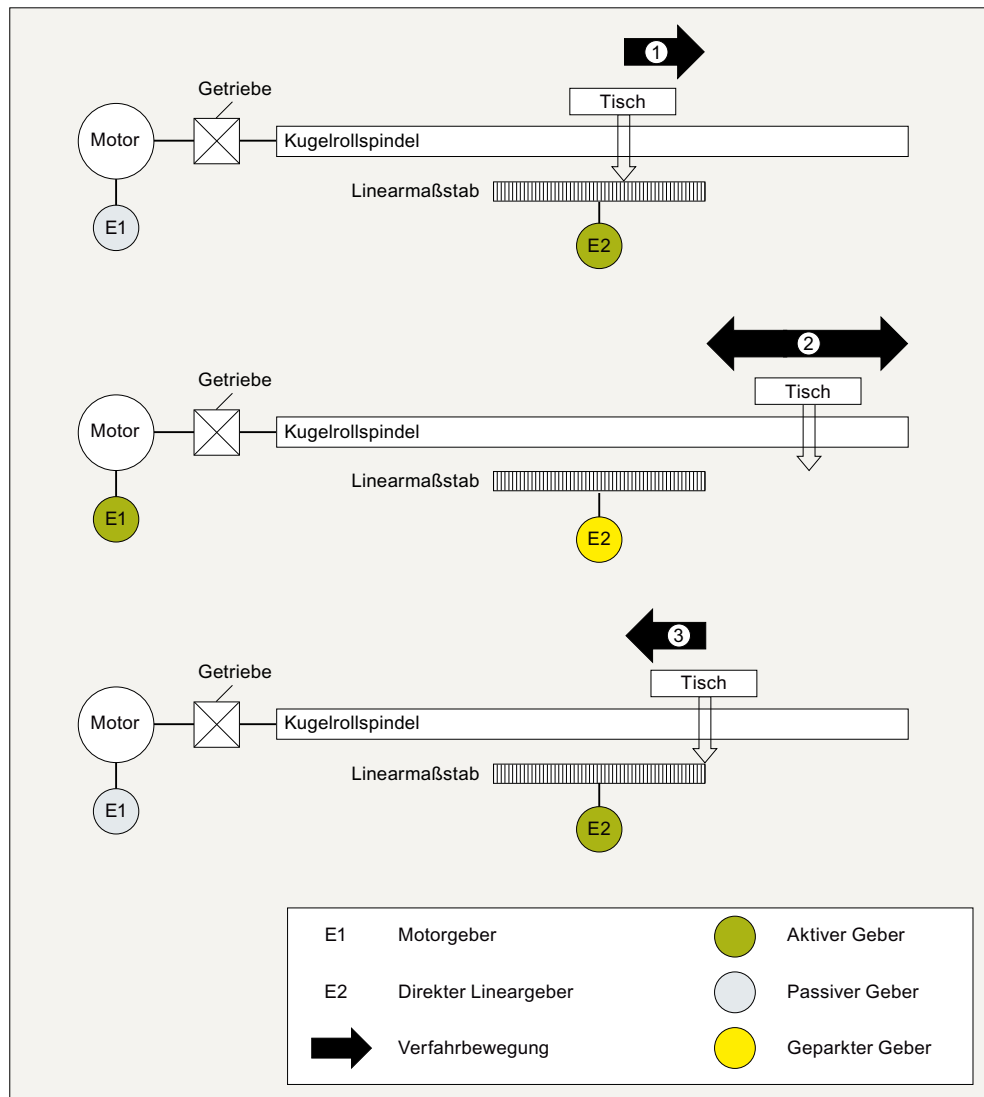 1
Getriebe
Tisch
Motor
Kugelrollspindel
Linearmaßstab
E1
E2
2
Getriebe
Tisch
Motor
Kugelrollspindel
Linearmaßstab
E1
E2
3
Getriebe
Tisch
Motor
Kugelrollspindel
Linearmaßstab
E1
E2
E1 Motorgeber Aktiver Geber
E2 Direkter Lineargeber Passiver Geber
Verfahrbewegung Geparkter Geber